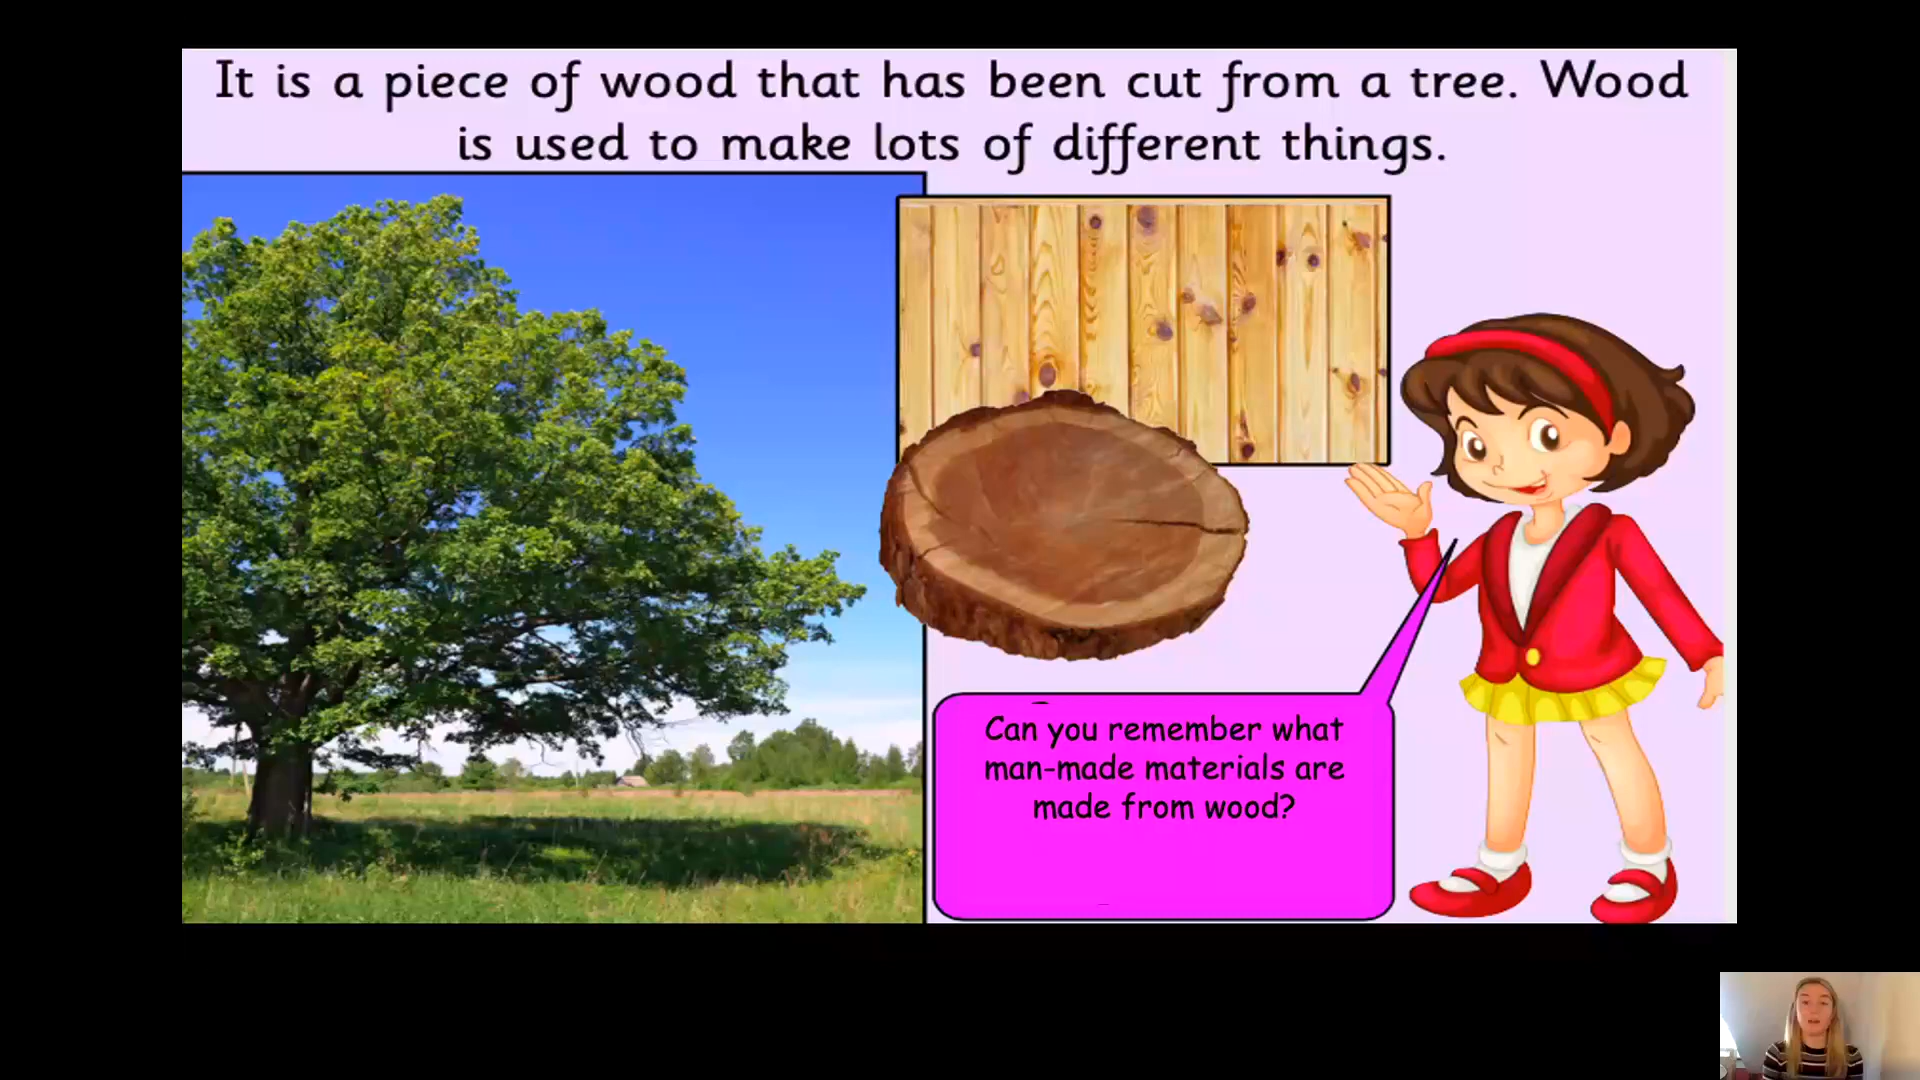 It is a piece of wood that has been cut from a tree. Wood
is used to make lots of different things.
Can you remember what
man-made materials are
made from wood?